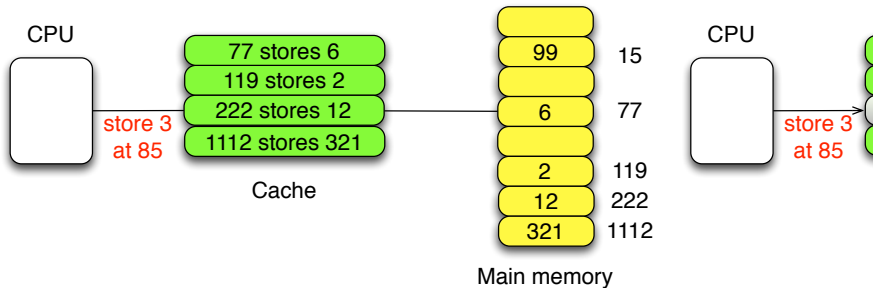 CPU
store 3
at 85
77 stores 6
119 stores 2
222 stores 12
1112 stores 321
Cache
99 15
6 77
2 119
12 222
321 1112
Main memory
CPU
store 3
at 85